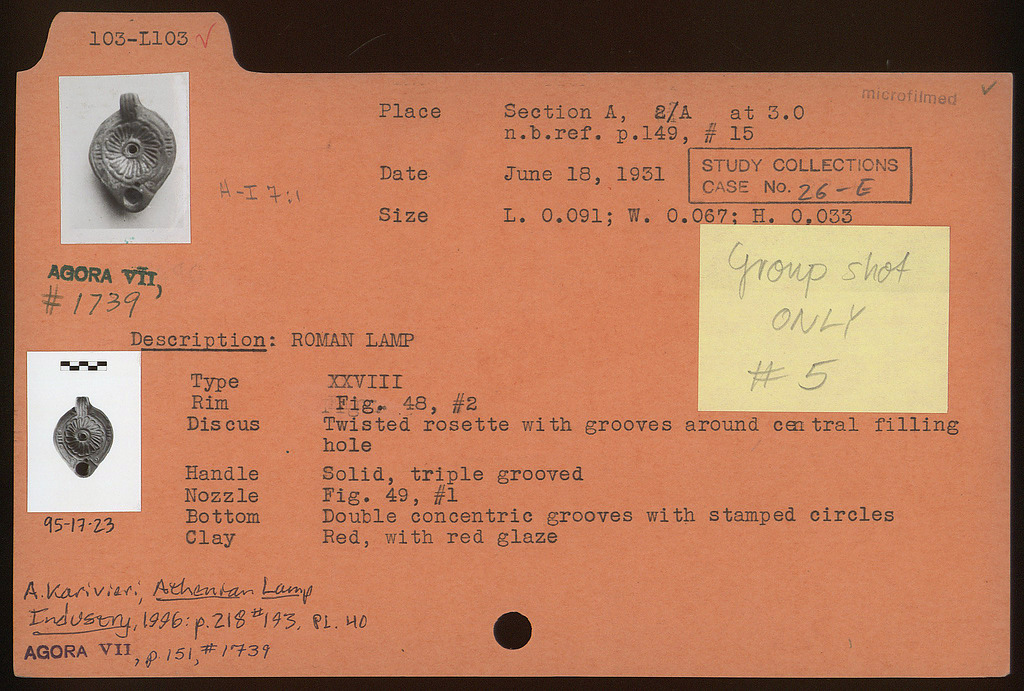 103-L103 √
microfilmed ✓
Place Section A, 2/A at 3.0
n.b.ref. p.149, # 15
Date June 18, 1931
STUDY COLLECTIONS
CASE No. 26-E
H-I 7:1
Size L. 0.091; W. 0.067; H. 0.033
Group shot
ONLY
# 5
AGORA VII,
# 1739
Description: ROMAN LAMP
Type XXVIII
Rim Fig. 48, #2
Discus Twisted rosette with grooves around central filling
hole
Handle Solid, triple grooved
Nozzle Fig. 49, #1
Bottom Double concentric grooves with stamped circles
Clay Red, with red glaze
95-17-23
A. Karivieri, Athenian Lamp
Industry, 1996: p.218 #193, PL. 40
AGORA VII, p 151, #1739